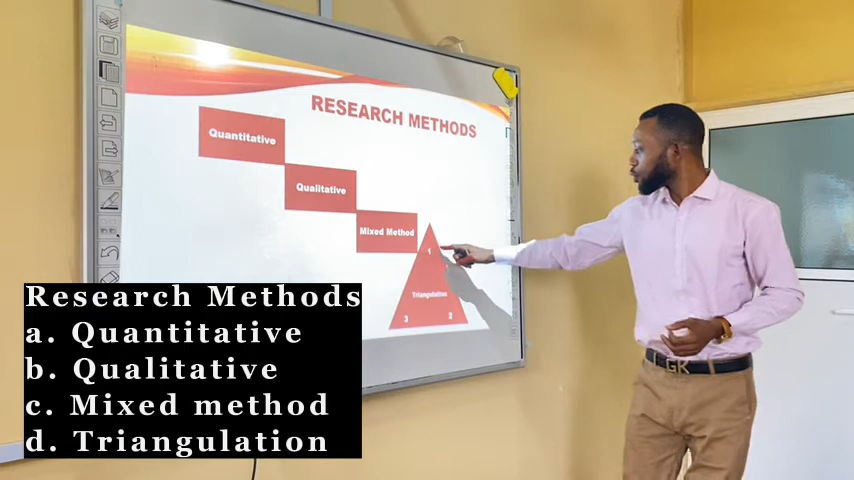 RESEARCH METHODS
Quantitative
Qualitative
Mixed Method
1
Triangulation
3 2
Research Methods
a. Quantitative
b. Qualitative
c. Mixed method
d. Triangulation
GK